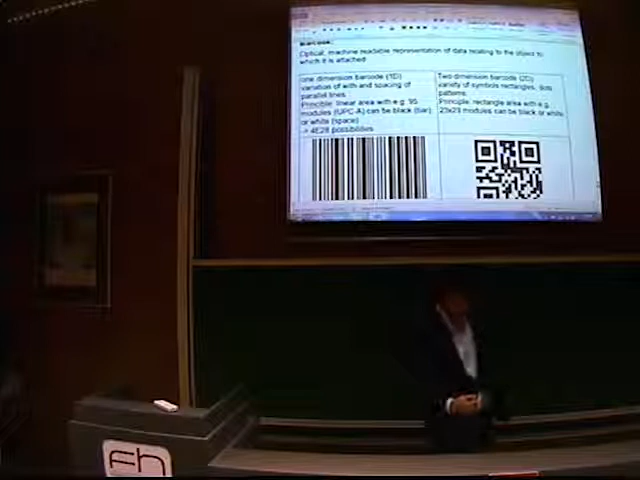 Barcode:
Optical, machine readable representation of data relating to the object to
which it is attached
one dimension barcode (1D)
variation of with and spacing of
parallel lines
Principle: linear area with e.g. 95
modules (UPC-A) can be black (bar)
or white (space)
-> 4E28 possibilities
Two dimension barcode (2D)
variety of symbols rectangles, dots
patterns
Principle: rectangle area with e.g.
modules can be black or white
fh